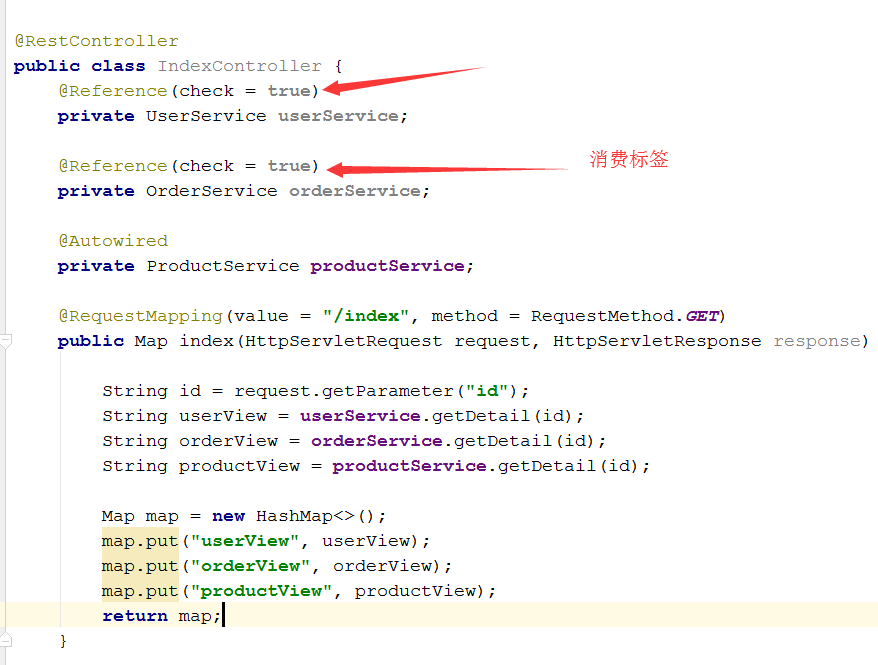 @RestController
public class IndexController {
@Reference(check = true)
private UserService userService;
@Reference(check = true)
消费标签
private OrderService orderService;
@Autowired
private ProductService productService;
@RequestMapping(value = "/index", method = RequestMethod.GET)
public Map index(HttpServletRequest request, HttpServletResponse response)
String id = request.getParameter("id");
String userView = userService.getDetail(id);
String orderView = orderService.getDetail(id);
String productView = productService.getDetail(id);
Map map = new HashMap<>();
map.put("userView", userView);
map.put("orderView", orderView);
map.put("productView", productView);
return map;
}